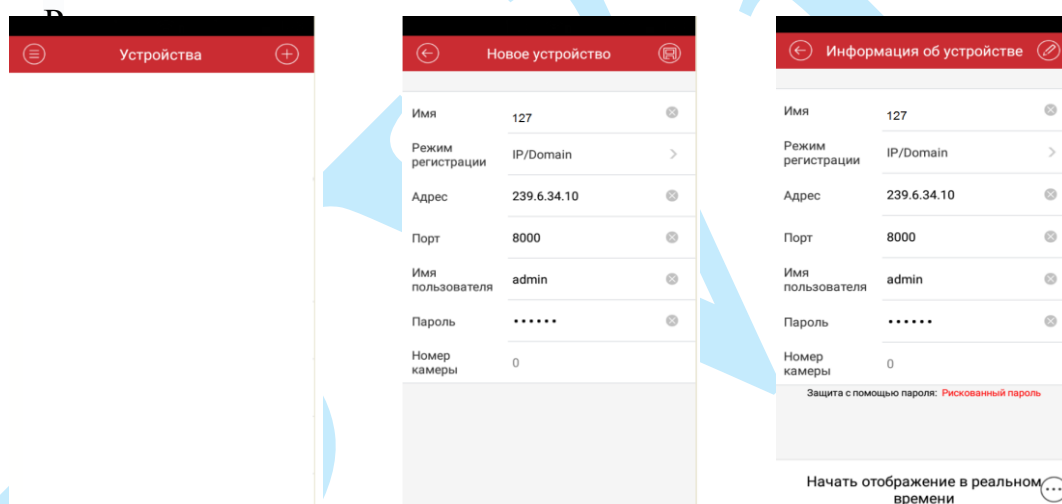 Устройства
Новое устройство
Имя 127
Режим
регистрации IP/Domain
Адрес 239.6.34.10
Порт 8000
Имя
пользователя admin
Пароль ••••••
Номер
камеры 0
Информация об устройстве
Имя 127
Режим
регистрации IP/Domain
Адрес 239.6.34.10
Порт 8000
Имя
пользователя admin
Пароль ••••••
Номер
камеры 0
Защита с помощью пароля: Рискованный пароль
Начать отображение в реальном
времени